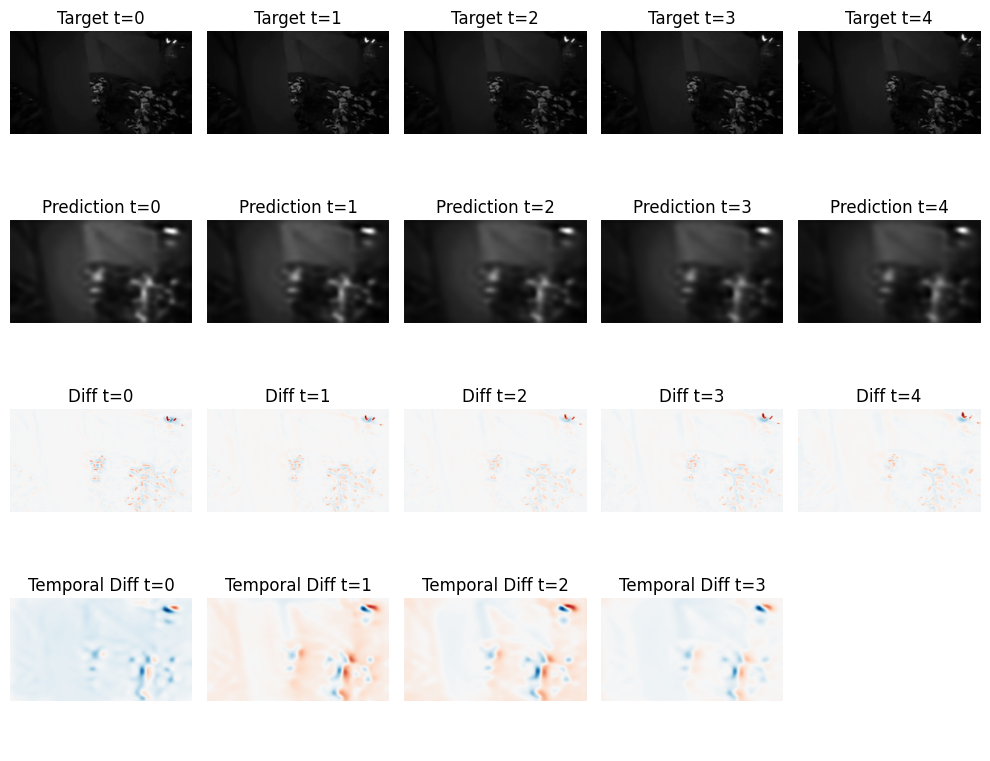 Target t=0 Target t=1 Target t=2 Target t=3 Target t=4
Prediction t=0 Prediction t=1 Prediction t=2 Prediction t=3 Prediction t=4
Diff t=0 Diff t=1 Diff t=2 Diff t=3 Diff t=4
Temporal Diff t=0 Temporal Diff t=1 Temporal Diff t=2 Temporal Diff t=3